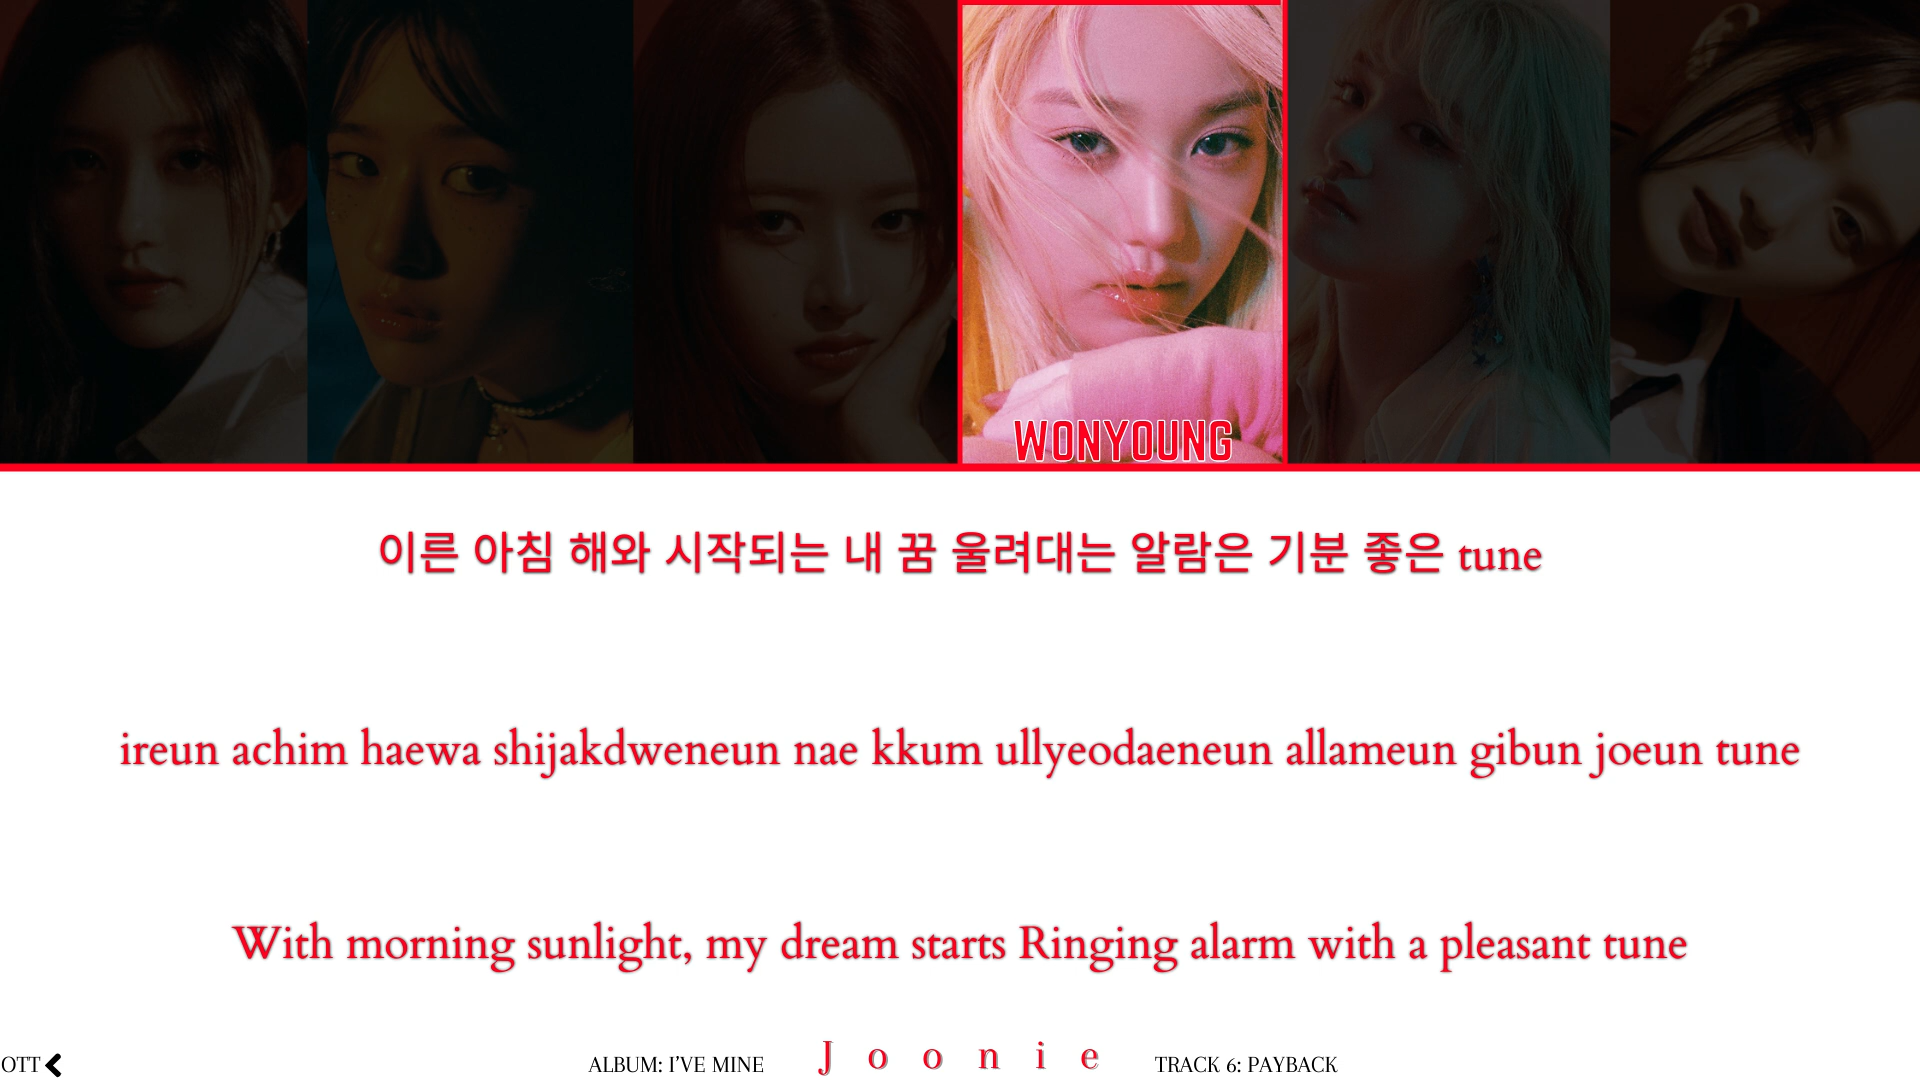 WONYOUNG
이른 아침 해와 시작되는 내 꿈 울려대는 알람은 기분 좋은 tune
ireun achim haewa shijakdweneun nae kkum ullyeodaeneun allameun gibun joeun tune
With morning sunlight, my dream starts Ringing alarm with a pleasant tune
OTT
ALBUM: I'VE MINE
Joonie
TRACK 6: PAYBACK